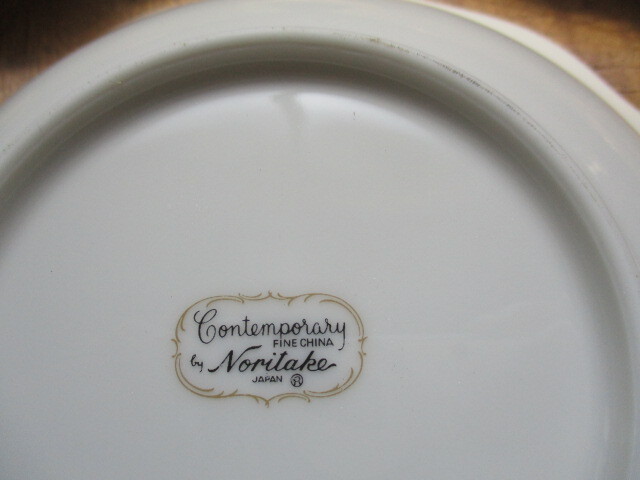 Contemporary
FINE CHINA
by Noritake
JAPAN ®